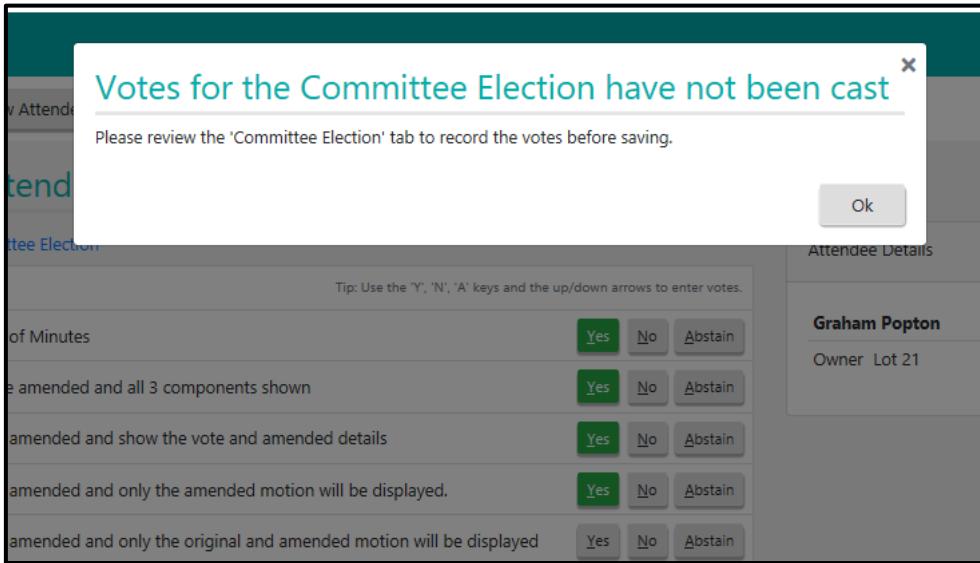 Votes for the Committee Election have not been cast
×
Please review the 'Committee Election' tab to record the votes before saving.
Ok
w Attende
tend
ttee Election
Attendee Details
Tip: Use the 'Y', 'N', 'A' keys and the up/down arrows to enter votes.
of Minutes Yes No Abstain
Graham Popton
Owner Lot 21
e amended and all 3 components shown Yes No Abstain
amended and show the vote and amended details Yes No Abstain
amended and only the amended motion will be displayed. Yes No Abstain
amended and only the original and amended motion will be displayed Yes No Abstain